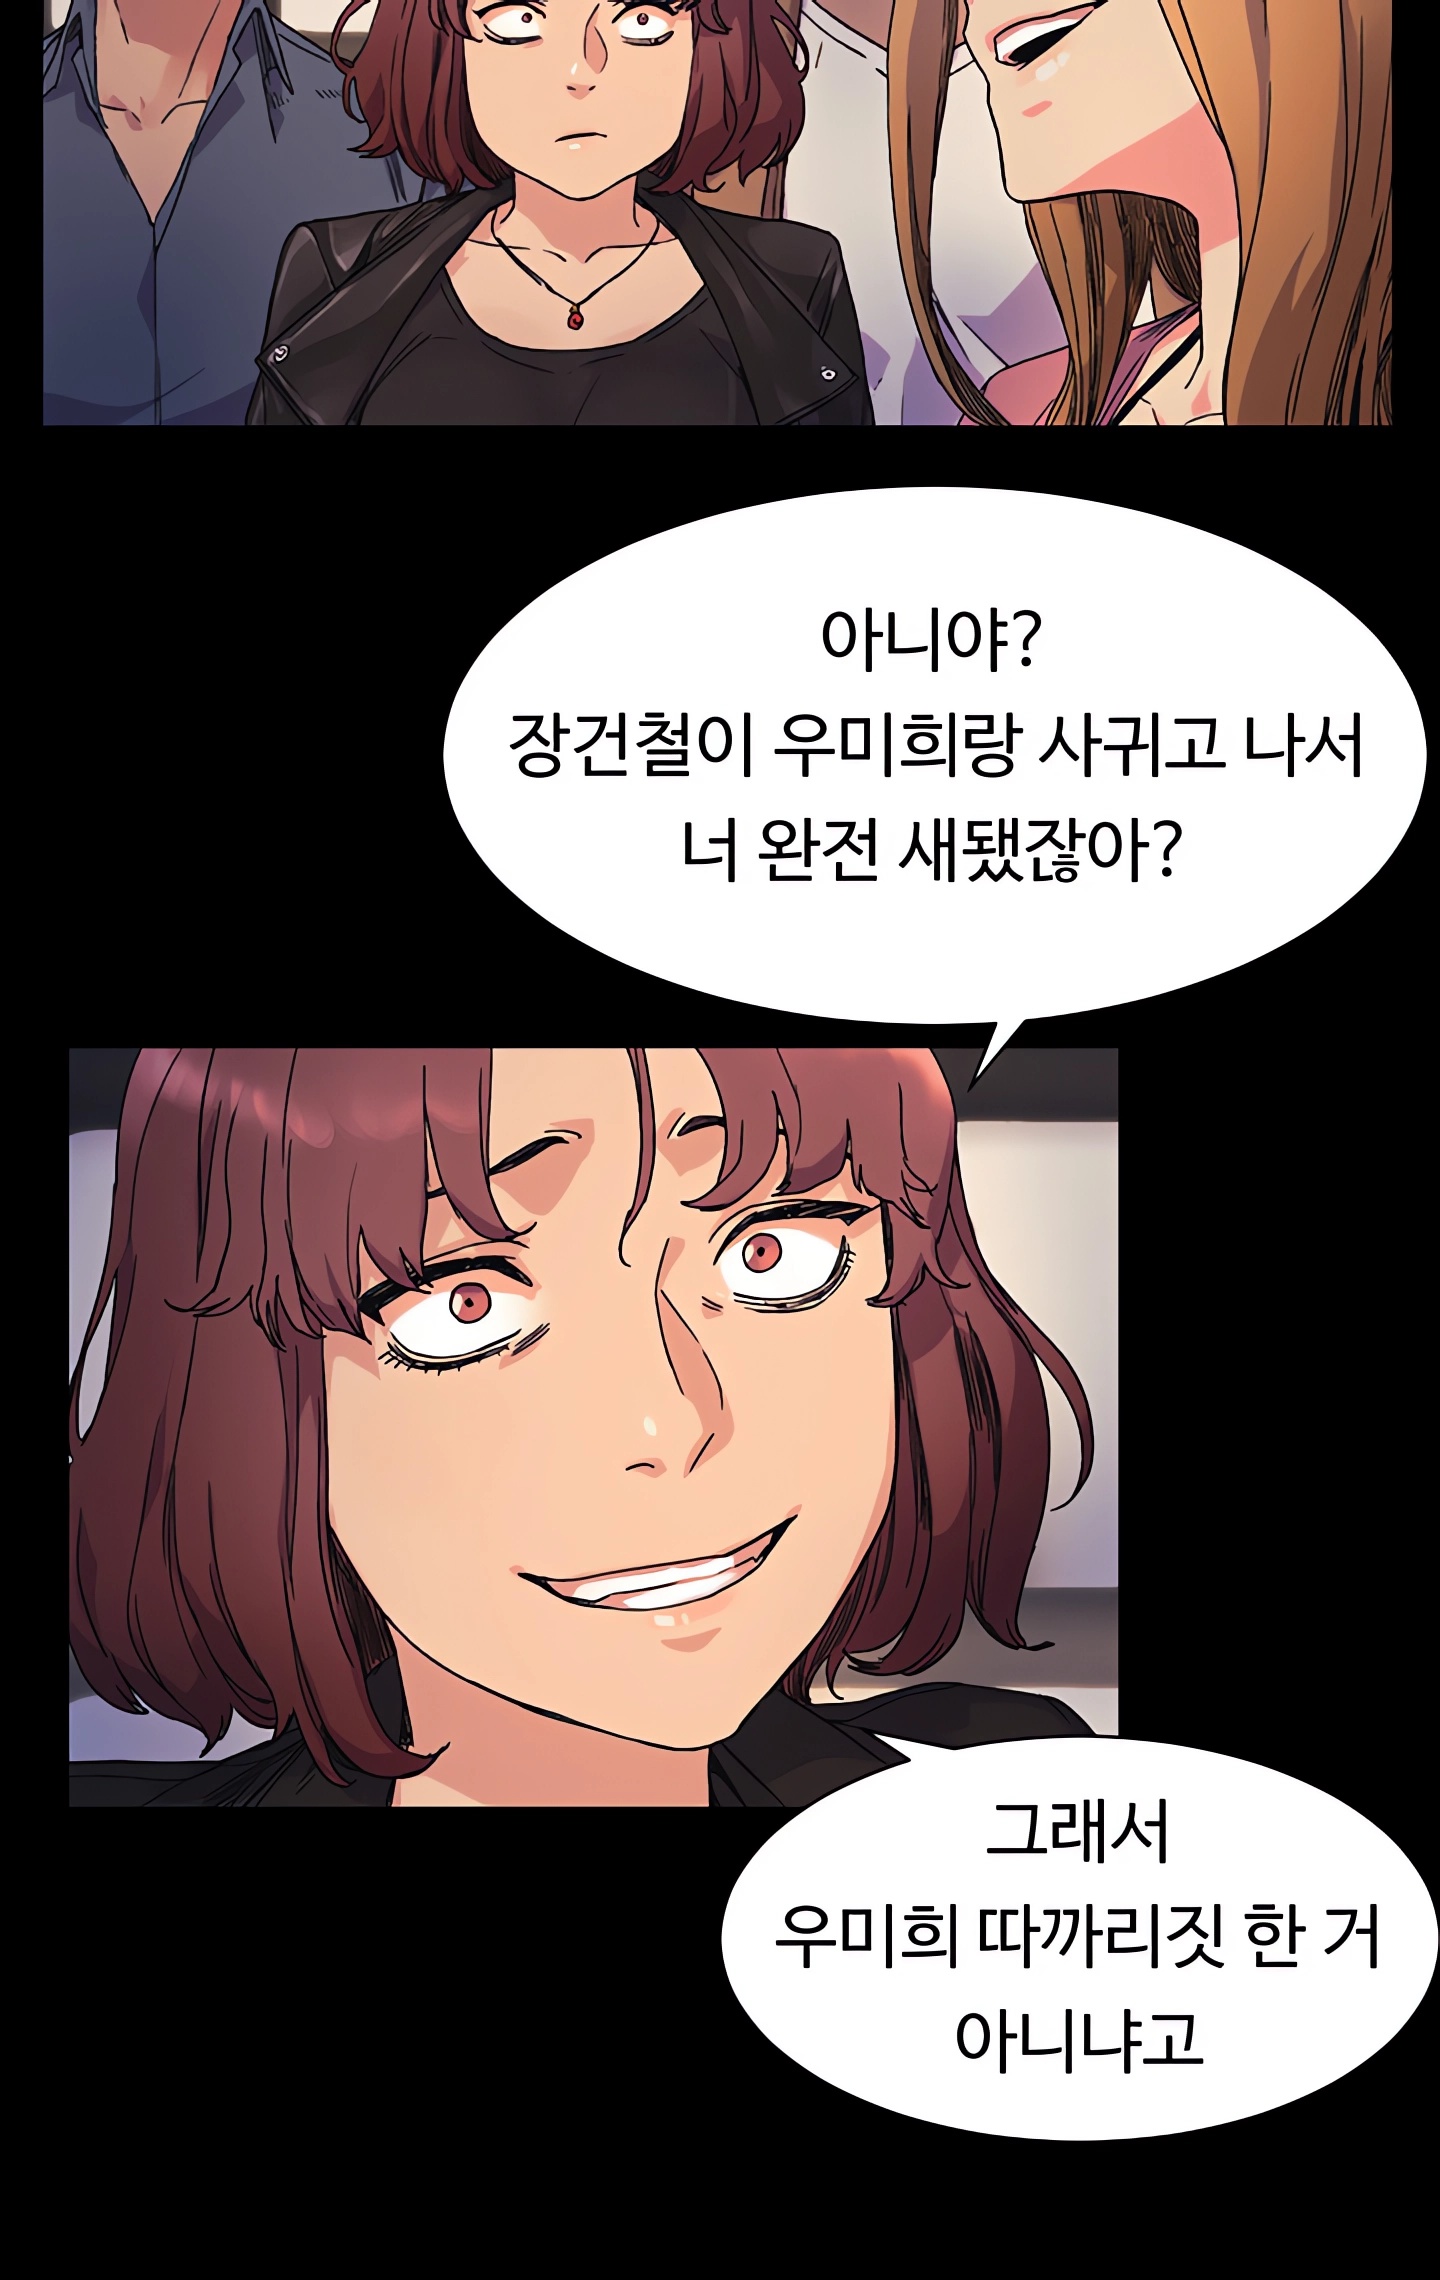 아니야?
장건철이 우미희랑 사귀고 나서
너 완전 새됐잖아?
그래서
우미희 따까리짓 한 거
아니냐고